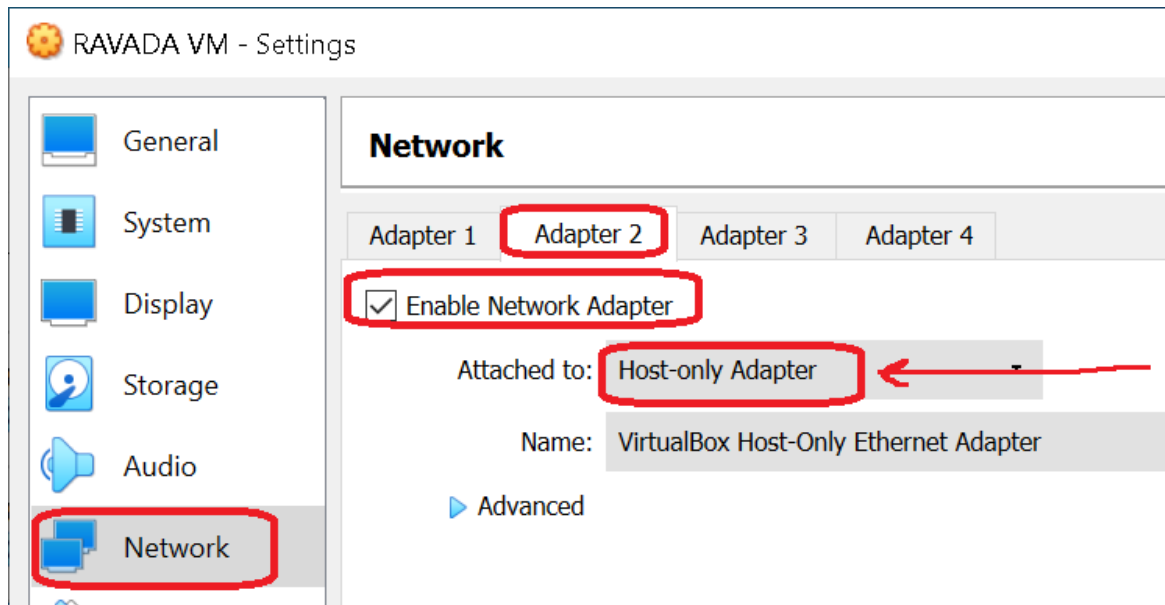 RAVADA VM - Settings
General
System
Display
Storage
Audio
Network
Network
Adapter 1 Adapter 2 Adapter 3 Adapter 4
Enable Network Adapter
Attached to: Host-only Adapter
Name: VirtualBox Host-Only Ethernet Adapter
Advanced